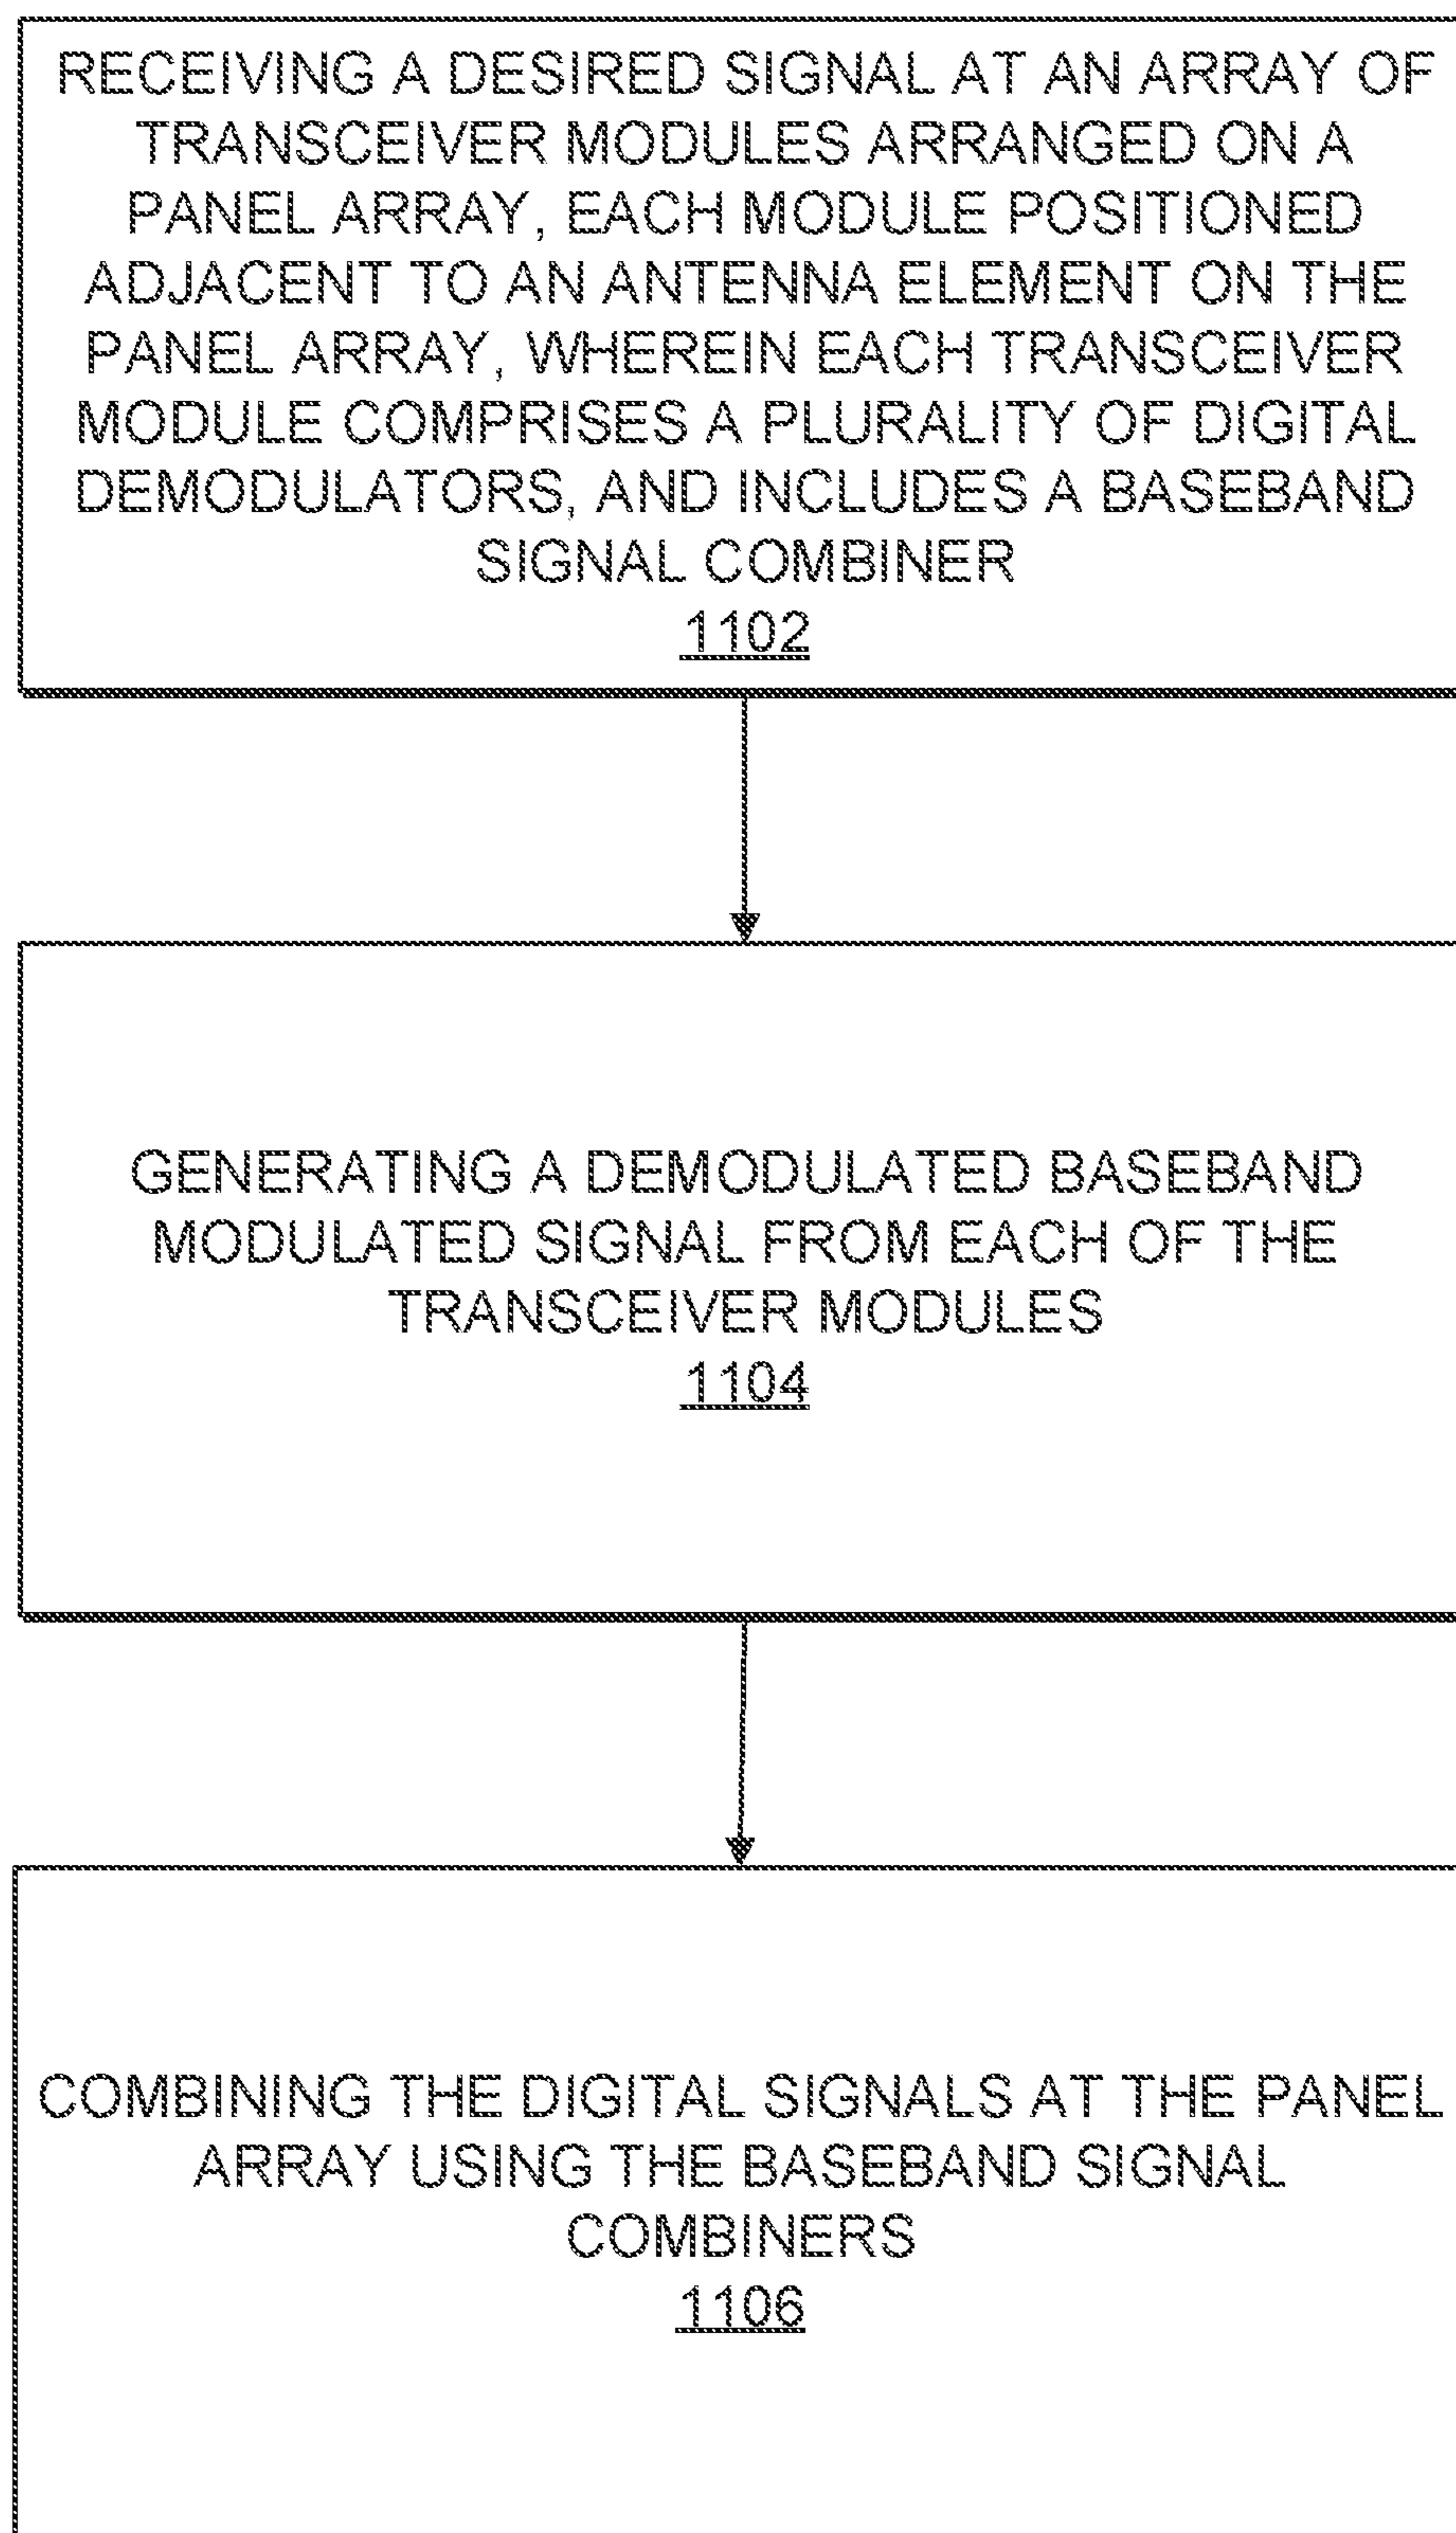 RECEIVING A DESIRED SIGNAL AT AN ARRAY OF
TRANSCEIVER MODULES ARRANGED ON A
PANEL ARRAY, EACH MODULE POSITIONED
ADJACENT TO AN ANTENNA ELEMENT ON THE
PANEL ARRAY, WHEREIN EACH TRANSCEIVER
MODULE COMPRISES A PLURALITY OF DIGITAL
DEMODULATORS, AND INCLUDES A BASEBAND
SIGNAL COMBINER
1102
GENERATING A DEMODULATED BASEBAND
MODULATED SIGNAL FROM EACH OF THE
TRANSCEIVER MODULES
1104
COMBINING THE DIGITAL SIGNALS AT THE PANEL
ARRAY USING THE BASEBAND SIGNAL
COMBINERS
1106